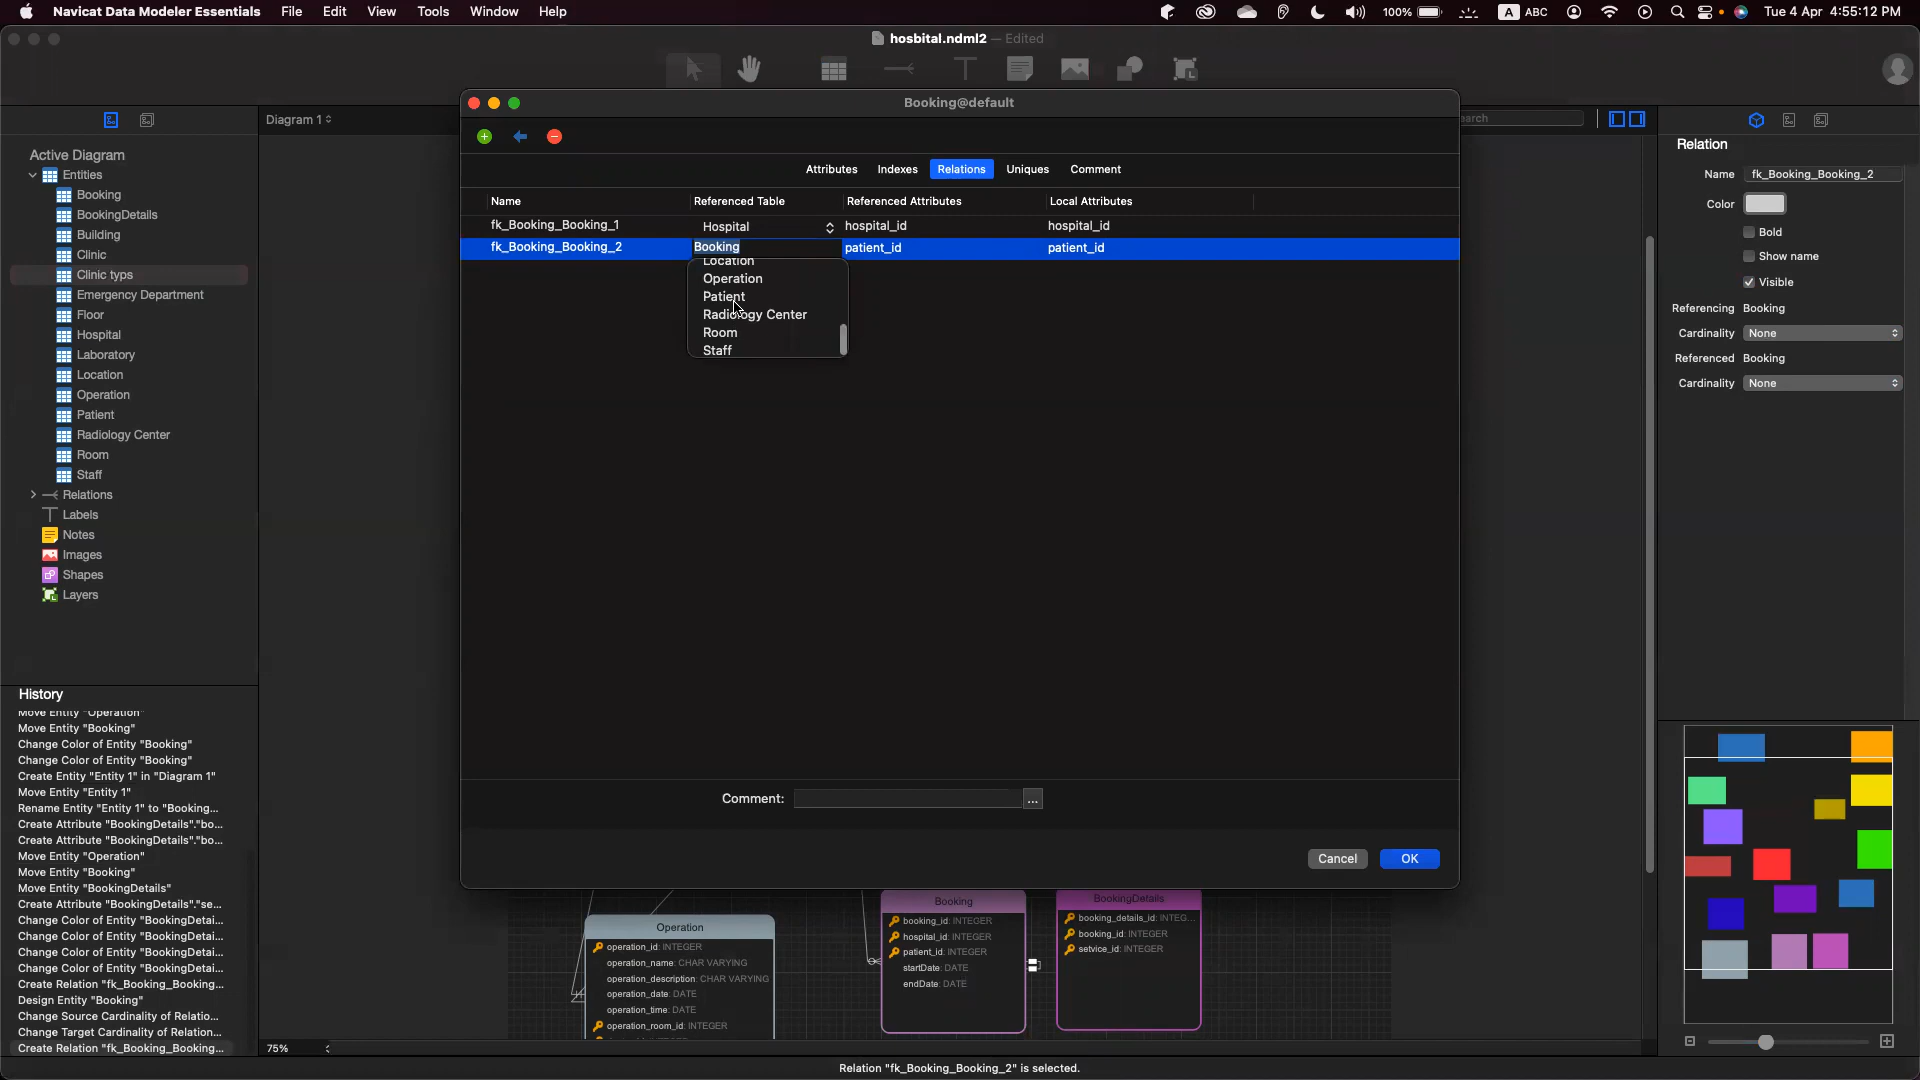 Navicat Data Modeler Essentials File Edit View Tools Window Help
100% A ABC Tue 4 Apr 4:55:12 PM
hosbital.ndml2 — Edited
Booking@default
Diagram 1
earch
Attributes Indexes Relations Uniques Comment
Name Referenced Table Referenced Attributes Local Attributes
fk_Booking_Booking_1 Hospital hospital_id hospital_id
fk_Booking_Booking_2 Booking patient_id patient_id
Location
Operation
Patient
Radiology Center
Room
Staff
Comment: ...
Cancel OK
Active Diagram
Entities
Booking
BookingDetails
Building
Clinic
Clinic typs
Emergency Department
Floor
Hospital
Laboratory
Location
Operation
Patient
Radiology Center
Room
Staff
Relations
Labels
Notes
Images
Shapes
Layers
History
Move Entity "Operation"
Move Entity "Booking"
Change Color of Entity "Booking"
Change Color of Entity "Booking"
Create Entity "Entity 1" in "Diagram 1"
Move Entity "Entity 1"
Rename Entity "Entity 1" to "Booking...
Create Attribute "BookingDetails"."bo...
Create Attribute "BookingDetails"."bo...
Move Entity "Operation"
Move Entity "Booking"
Move Entity "BookingDetails"
Create Attribute "BookingDetails"."se...
Change Color of Entity "BookingDetai...
Change Color of Entity "BookingDetai...
Change Color of Entity "BookingDetai...
Change Color of Entity "BookingDetai...
Create Relation "fk_Booking_Booking...
Design Entity "Booking"
Change Source Cardinality of Relatio...
Change Target Cardinality of Relation...
Create Relation "fk_Booking_Booking...
Relation
Name fk_Booking_Booking_2
Color
Bold
Show name
Visible
Referencing Booking
Cardinality None
Referenced Booking
Cardinality None
Operation
operation_id: INTEGER
operation_name: CHAR VARYING
operation_description: CHAR VARYING
operation_date: DATE
operation_time: DATE
operation_room_id: INTEGER
Booking
booking_id: INTEGER
hospital_id: INTEGER
patient_id: INTEGER
startDate: DATE
endDate: DATE
BookingDetails
booking_details_id: INTEG...
booking_id: INTEGER
setvice_id: INTEGER
75%
Relation "fk_Booking_Booking_2" is selected.